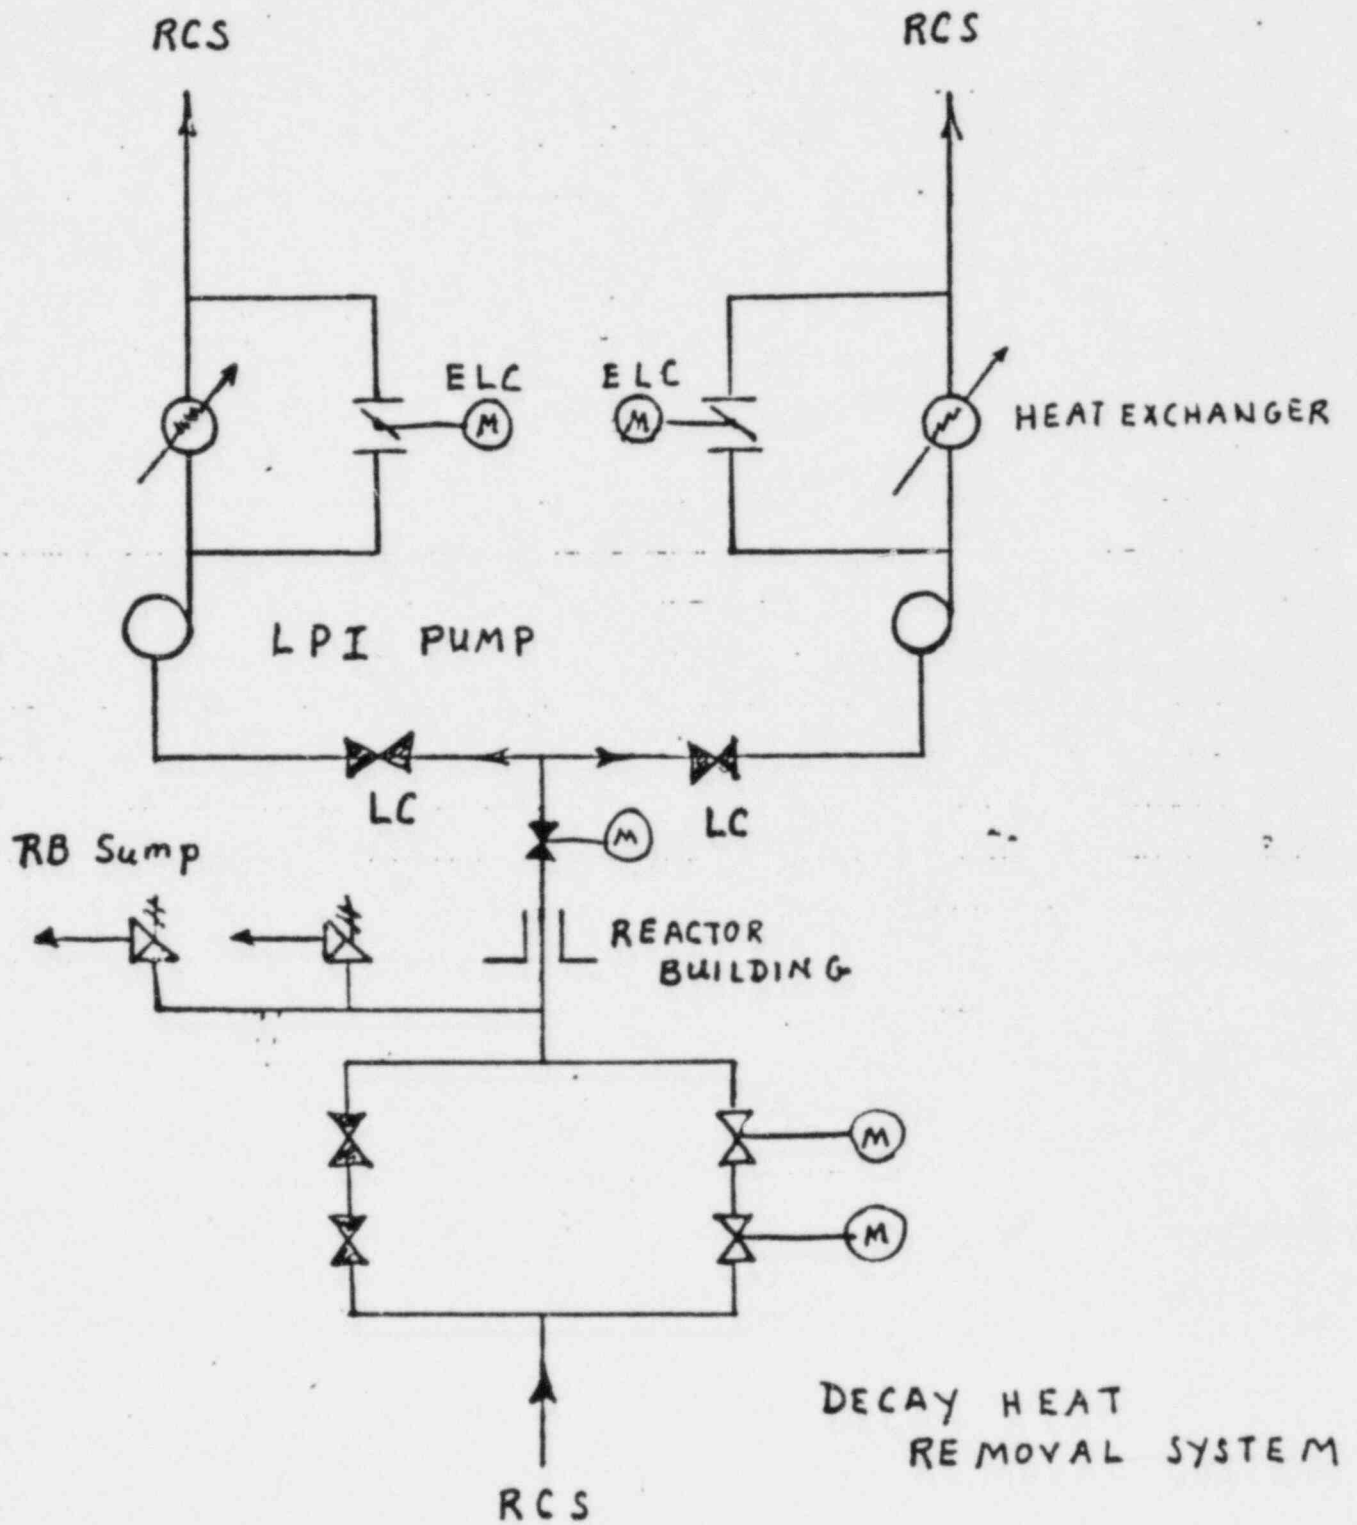 RCS
RCS
ELC
ELC
M
M
HEAT EXCHANGER
LPI PUMP
LC
LC
M
RB Sump
REACTOR
BUILDING
M
M
DECAY HEAT
REMOVAL SYSTEM
RCS